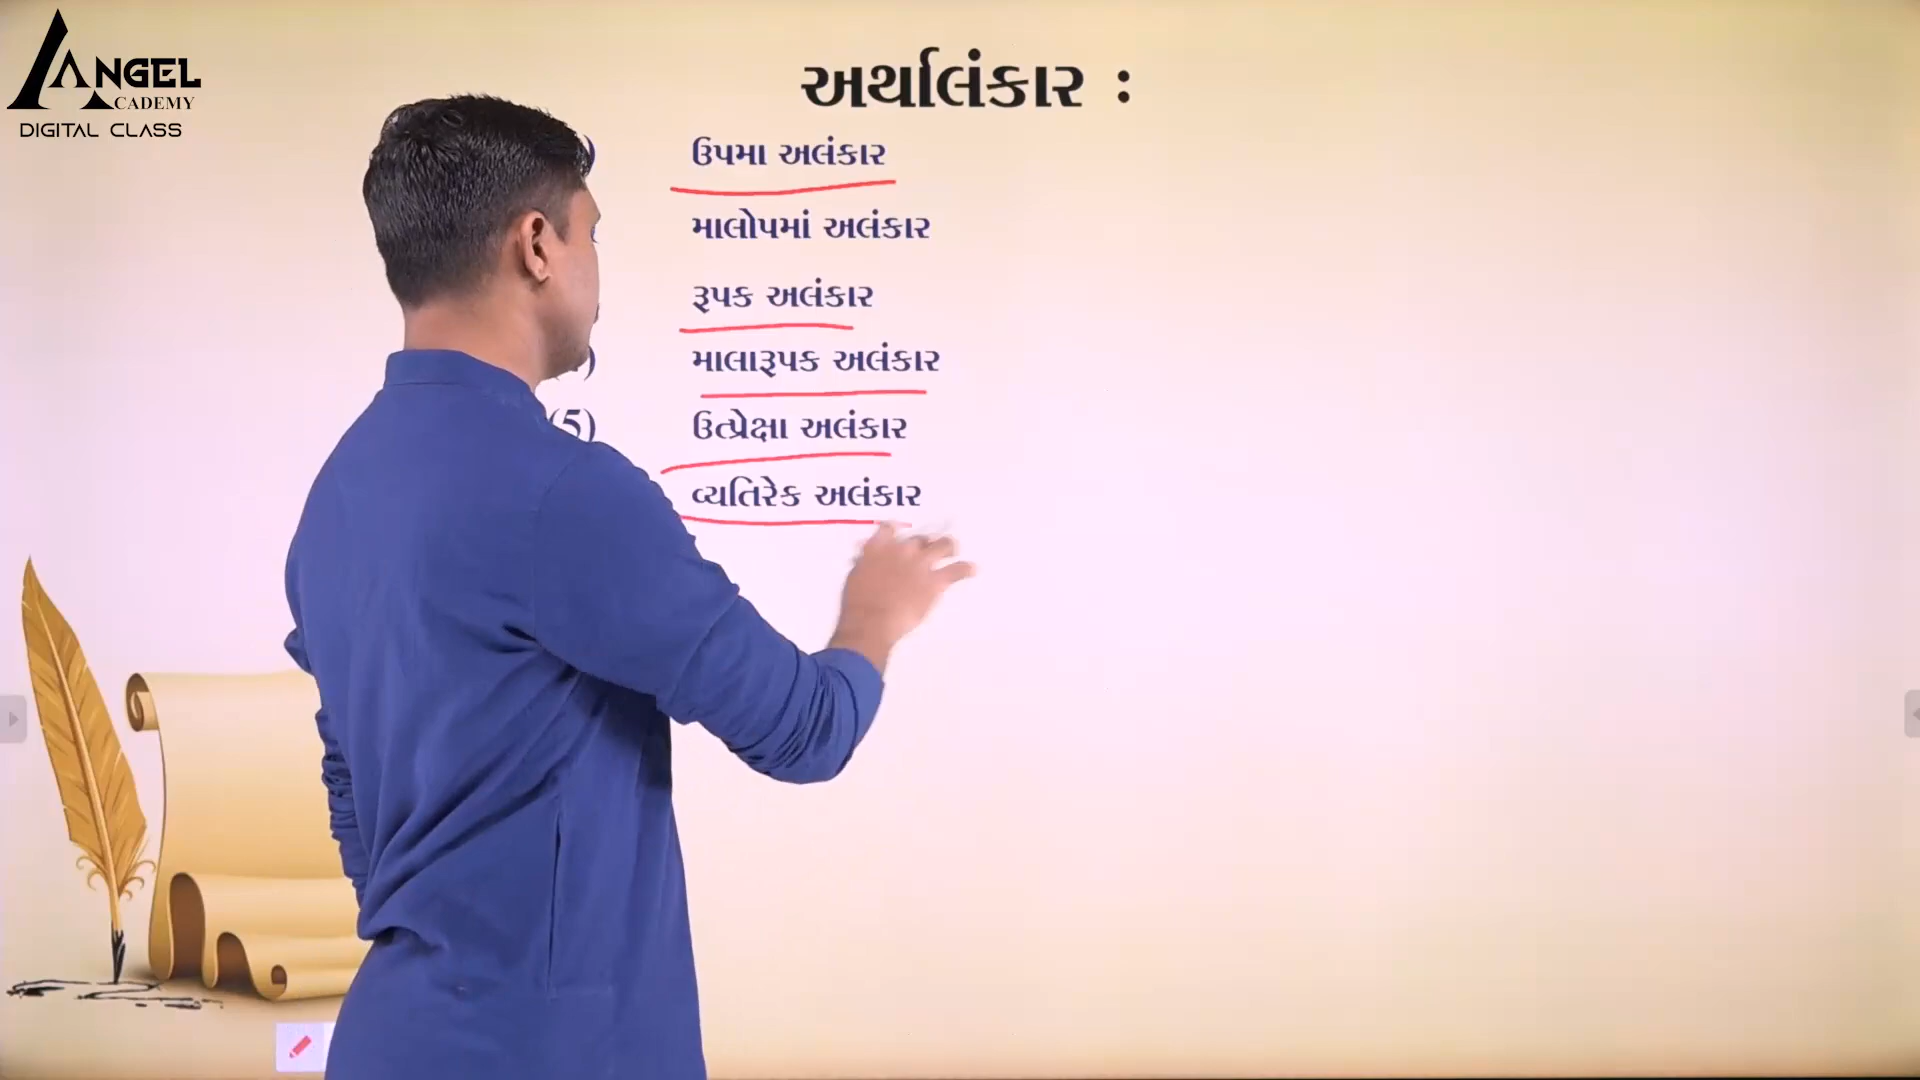 ANGEL
ACADEMY
DIGITAL CLASS
અર્થાલંકાર :
ઉપમા અલંકાર
માલોપમાં અલંકાર
રૂપક અલંકાર
માલારૂપક અલંકાર
(5) ઉત્પ્રેક્ષા અલંકાર
વ્યતિરેક અલંકાર